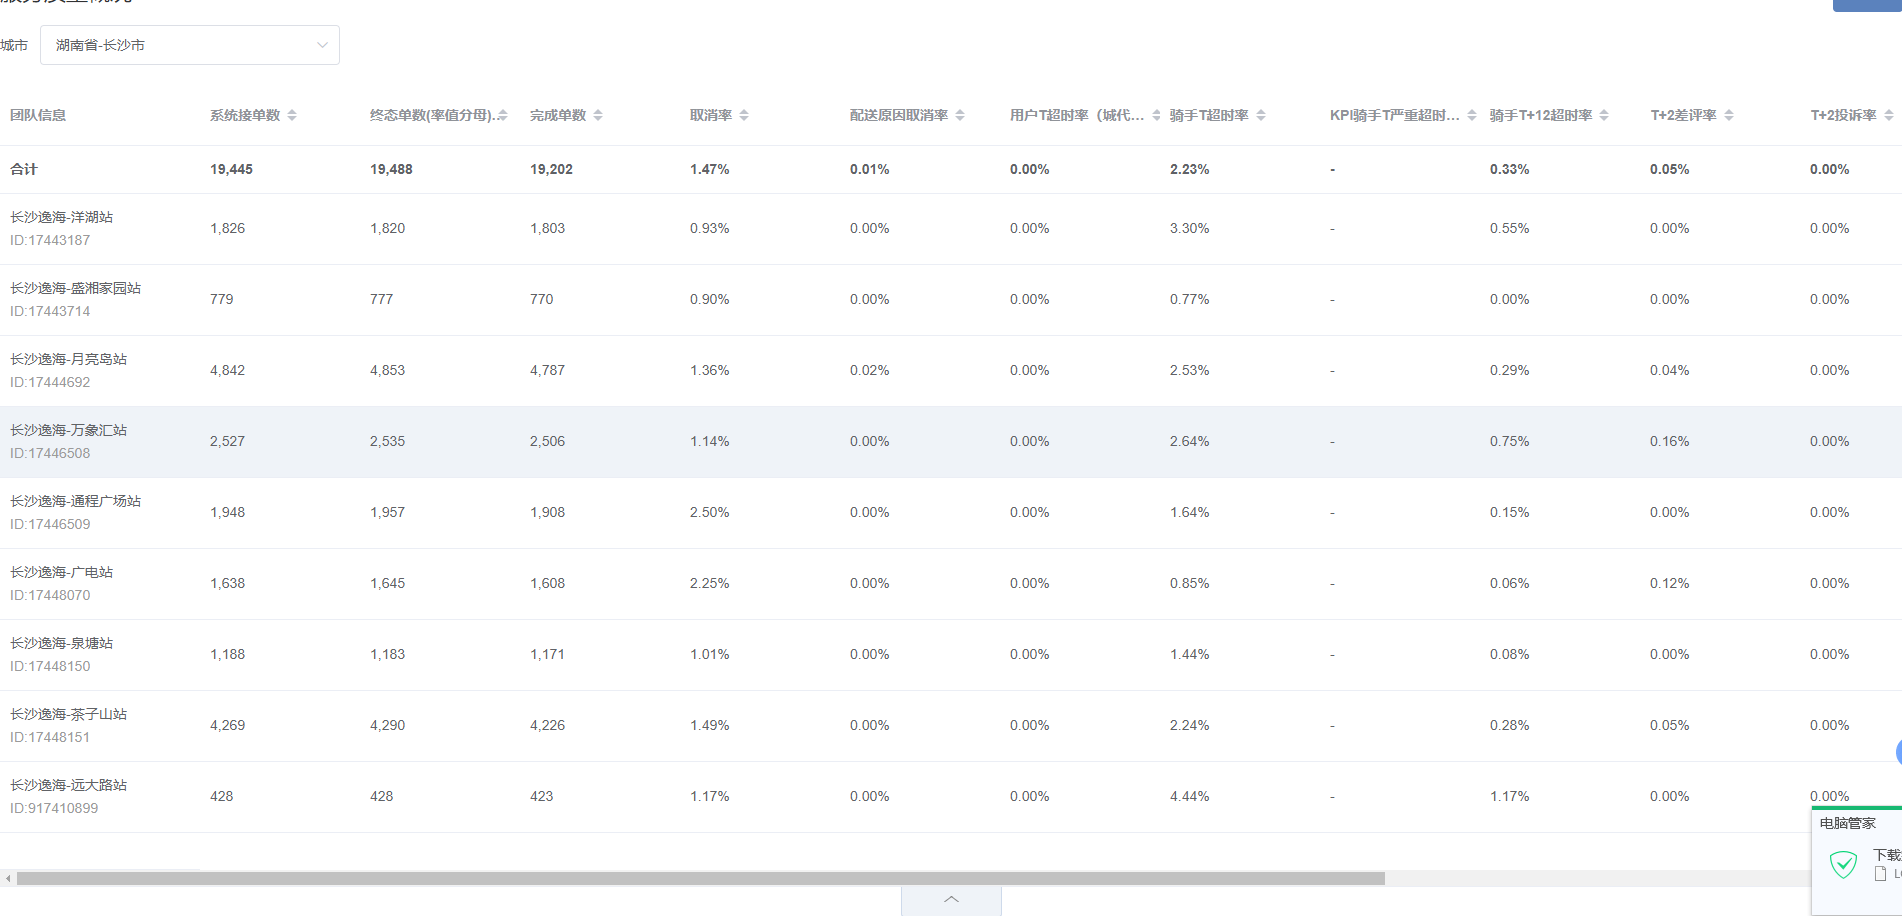 城市 湖南省-长沙市
团队信息 系统接单数 终态单数(率值分母)... 完成单数 取消率 配送原因取消率 用户T超时率（城代... 骑手T超时率 KPI骑手T严重超时... 骑手T+12超时率 T+2差评率 T+2投诉率
合计 19,445 19,488 19,202 1.47% 0.01% 0.00% 2.23% - 0.33% 0.05% 0.00%
长沙逸海-洋湖站
ID:17443187
1,826 1,820 1,803 0.93% 0.00% 0.00% 3.30% - 0.55% 0.00% 0.00%
长沙逸海-盛湘家园站
ID:17443714
779 777 770 0.90% 0.00% 0.00% 0.77% - 0.00% 0.00% 0.00%
长沙逸海-月亮岛站
ID:17444692
4,842 4,853 4,787 1.36% 0.02% 0.00% 2.53% - 0.29% 0.04% 0.00%
长沙逸海-万象汇站
ID:17446508
2,527 2,535 2,506 1.14% 0.00% 0.00% 2.64% - 0.75% 0.16% 0.00%
长沙逸海-通程广场站
ID:17446509
1,948 1,957 1,908 2.50% 0.00% 0.00% 1.64% - 0.15% 0.00% 0.00%
长沙逸海-广电站
ID:17448070
1,638 1,645 1,608 2.25% 0.00% 0.00% 0.85% - 0.06% 0.12% 0.00%
长沙逸海-泉塘站
ID:17448150
1,188 1,183 1,171 1.01% 0.00% 0.00% 1.44% - 0.08% 0.00% 0.00%
长沙逸海-茶子山站
ID:17448151
4,269 4,290 4,226 1.49% 0.00% 0.00% 2.24% - 0.28% 0.05% 0.00%
长沙逸海-远大路站
ID:917410899
428 428 423 1.17% 0.00% 0.00% 4.44% - 1.17% 0.00% 0.00%
电脑管家
下载